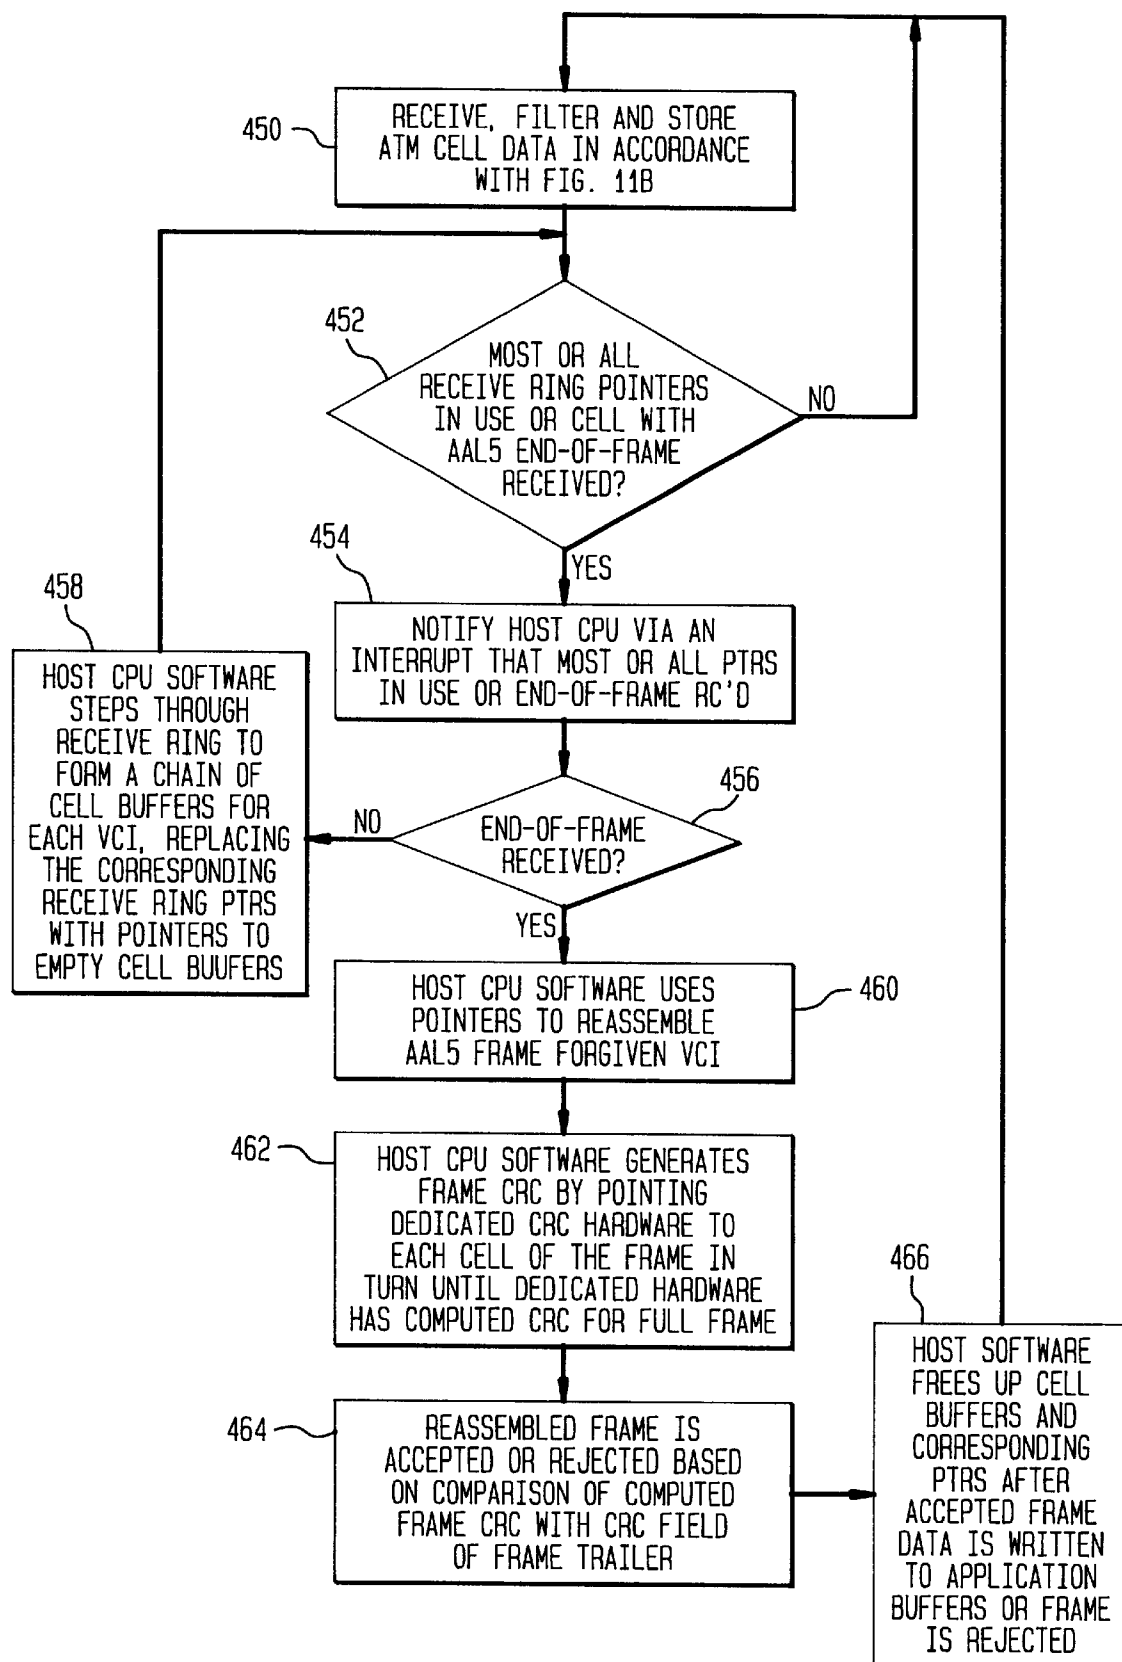 450
RECEIVE, FILTER AND STORE
ATM CELL DATA IN ACCORDANCE
WITH FIG. 11B
452
MOST OR ALL
RECEIVE RING POINTERS
IN USE OR CELL WITH
AAL5 END-OF-FRAME
RECEIVED?
NO
YES
454
NOTIFY HOST CPU VIA AN
INTERRUPT THAT MOST OR ALL PTRS
IN USE OR END-OF-FRAME RC'D
456
END-OF-FRAME
RECEIVED?
NO
YES
458
HOST CPU SOFTWARE
STEPS THROUGH
RECEIVE RING TO
FORM A CHAIN OF
CELL BUFFERS FOR
EACH VCI, REPLACING
THE CORRESPONDING
RECEIVE RING PTRS
WITH POINTERS TO
EMPTY CELL BUUFERS
460
HOST CPU SOFTWARE USES
POINTERS TO REASSEMBLE
AAL5 FRAME FORGIVEN VCI
462
HOST CPU SOFTWARE GENERATES
FRAME CRC BY POINTING
DEDICATED CRC HARDWARE TO
EACH CELL OF THE FRAME IN
TURN UNTIL DEDICATED HARDWARE
HAS COMPUTED CRC FOR FULL FRAME
464
REASSEMBLED FRAME IS
ACCEPTED OR REJECTED BASED
ON COMPARISON OF COMPUTED
FRAME CRC WITH CRC FIELD
OF FRAME TRAILER
466
HOST SOFTWARE
FREES UP CELL
BUFFERS AND
CORRESPONDING
PTRS AFTER
ACCEPTED FRAME
DATA IS WRITTEN
TO APPLICATION
BUFFERS OR FRAME
IS REJECTED